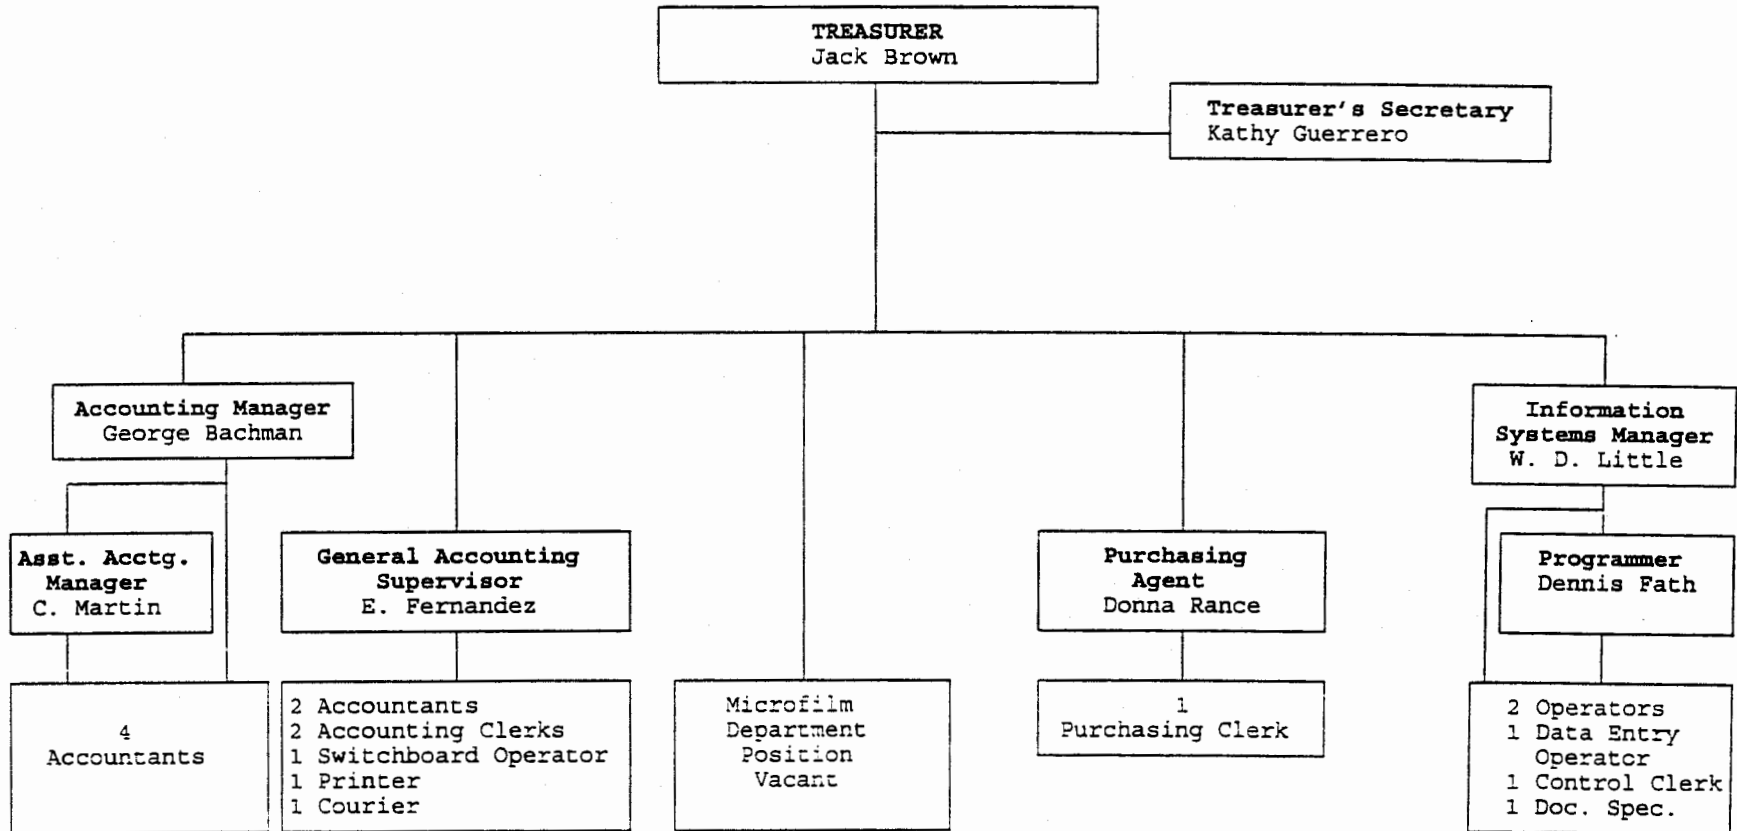 TREASURER
Jack Brown
Treasurer's Secretary
Kathy Guerrero
Accounting Manager
George Bachman
Information
Systems Manager
W. D. Little
Asst. Acctg.
Manager
C. Martin
General Accounting
Supervisor
E. Fernandez
Purchasing
Agent
Donna Rance
Programmer
Dennis Fath
4
Accountants
2 Accountants
2 Accounting Clerks
1 Switchboard Operator
1 Printer
1 Courier
Microfilm
Department
Position
Vacant
1
Purchasing Clerk
2 Operators
1 Data Entry
Operator
1 Control Clerk
1 Doc. Spec.